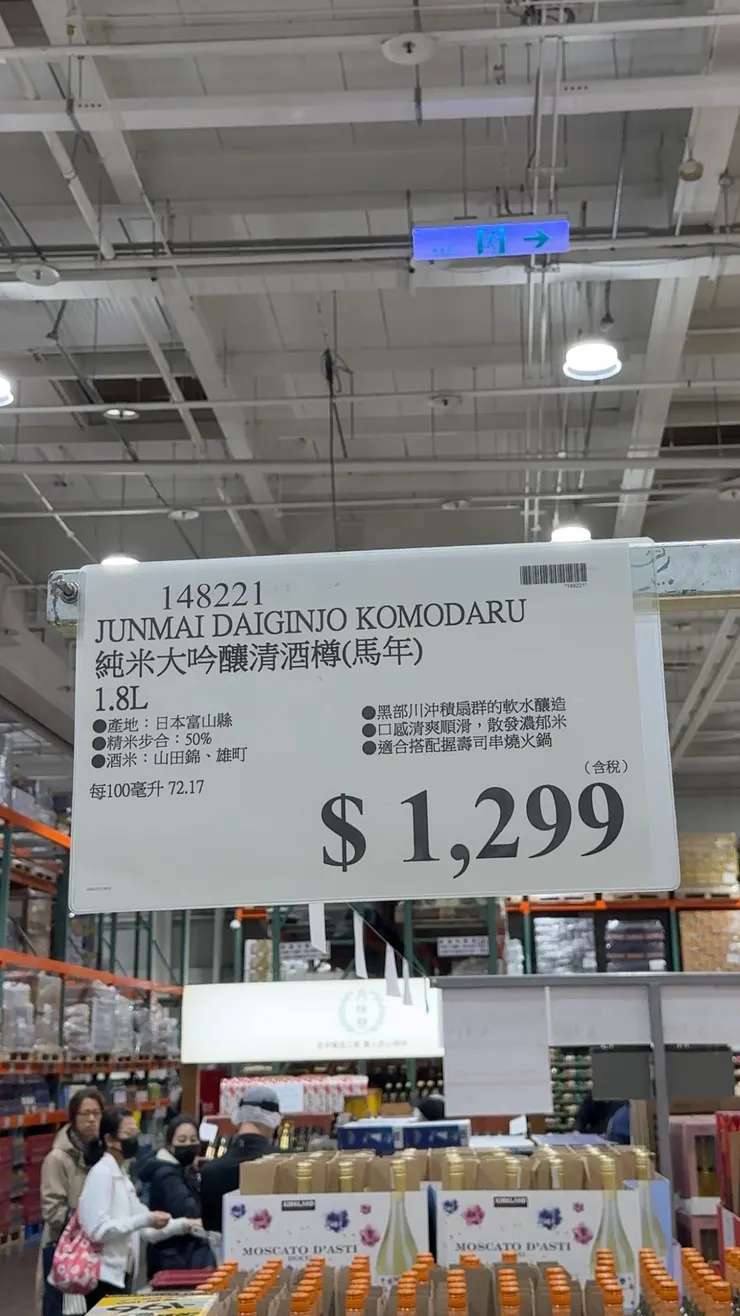 148221
*148221*
JUNMAI DAIGINJO KOMODARU
純米大吟釀清酒樽(馬年)
1.8L
●產地：日本富山縣
●精米步合：50%
●酒米：山田錦、雄町
每100毫升 72.17
●黑部川沖積扇群的軟水釀造
●口感清爽順滑，散發濃郁米
●適合搭配握壽司串燒火鍋
(含稅)
$ 1,299
KIRKLAND
MOSCATO D'ASTI
DOCG
KIRKLAND
MOSCATO D'ASTI